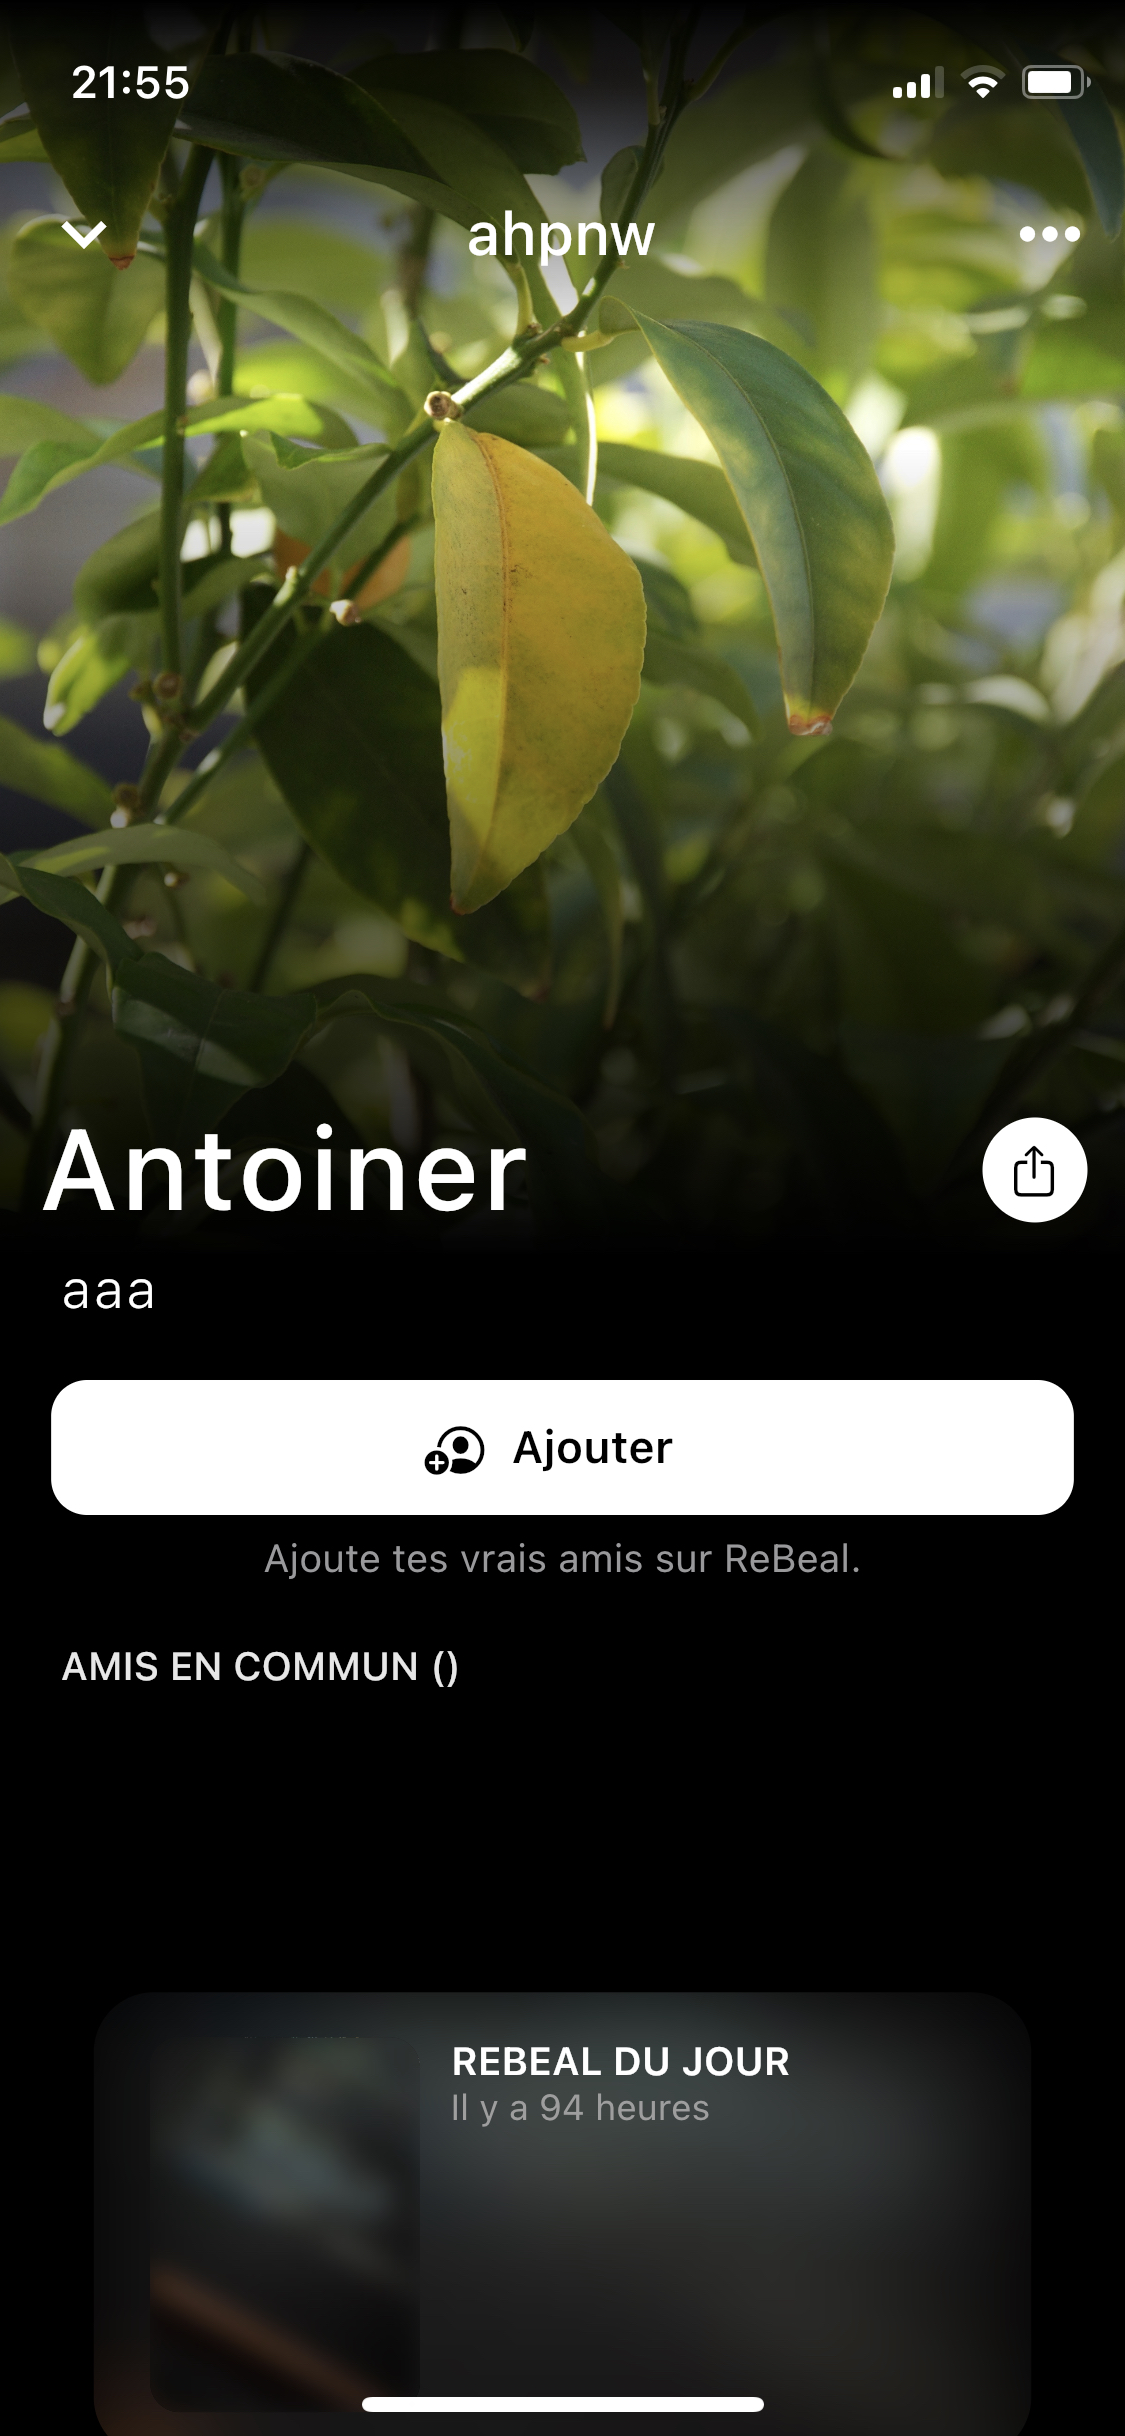 21:55
ahpnw
Antoiner
aaa
Ajouter
Ajoute tes vrais amis sur ReBeal.
AMIS EN COMMUN ()
REBEAL DU JOUR
Il y a 94 heures